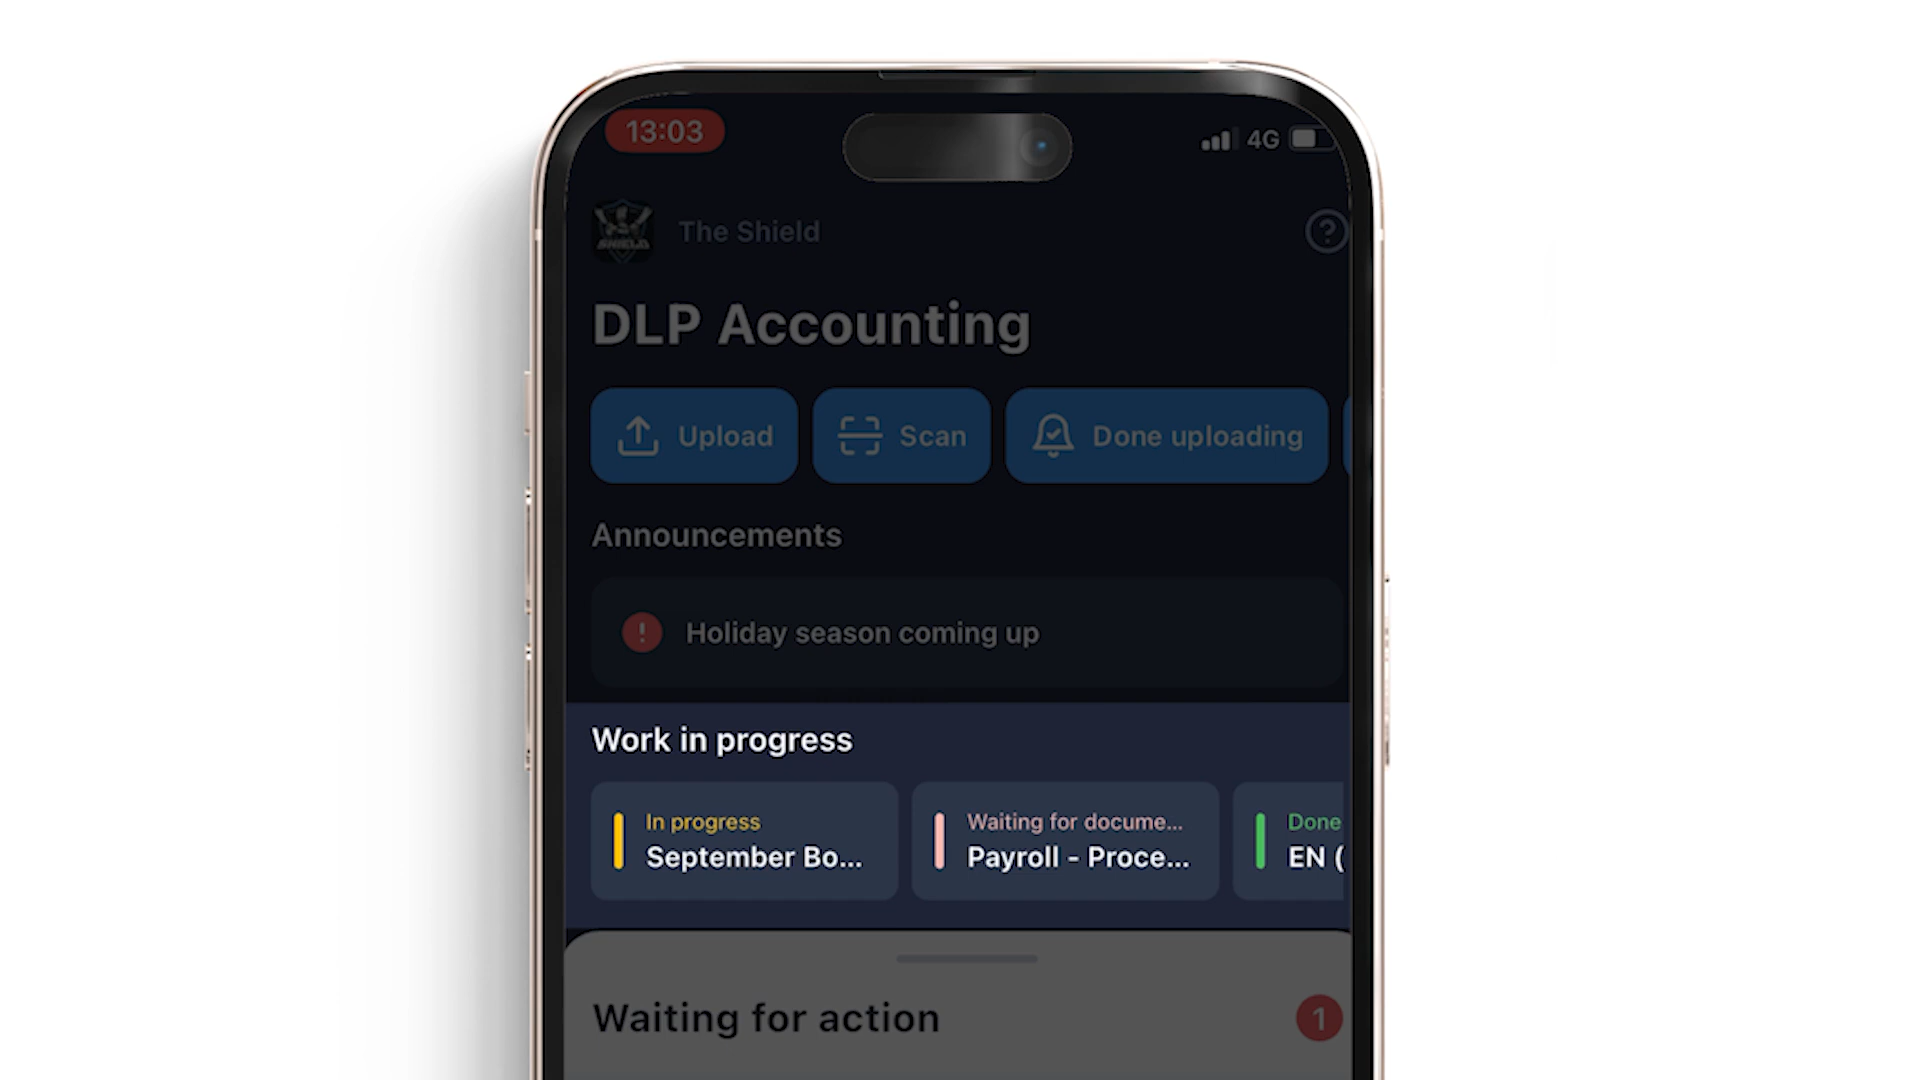 13:03
4G
SHIELD
The Shield
DLP Accounting
Upload
Scan
Done uploading
Announcements
Holiday season coming up
Work in progress
In progress
September Bo...
Waiting for docume...
Payroll - Proce...
Done
EN (
Waiting for action
1